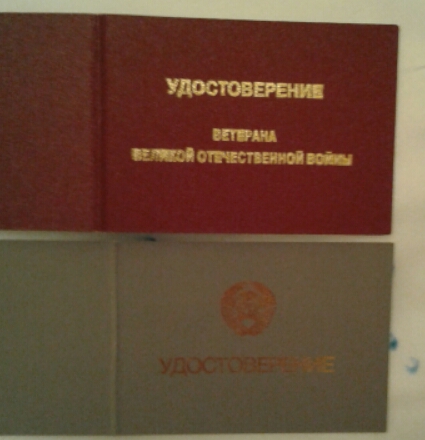 УДОСТОВЕРЕНИЕ
ВЕТЕРАНА
ВЕЛИКОЙ ОТЕЧЕСТВЕННОЙ ВОЙНЫ
УДОСТОВЕРЕНИЕ